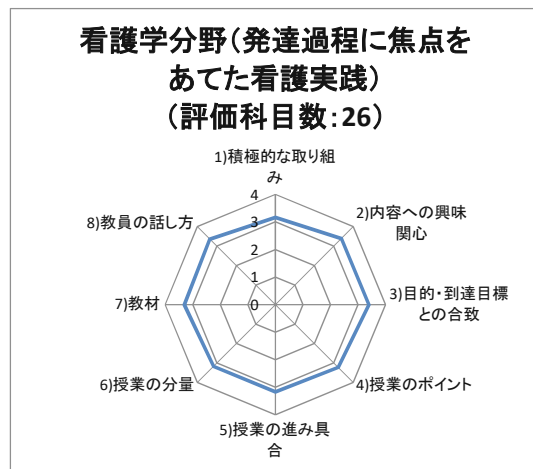 看護学分野（発達過程に焦点を
あてた看護実践）
（評価科目数：26）
1)積極的な取り組
み
2)内容への興味
関心
3)目的・到達目標
との合致
4)授業のポイント
5)授業の進み具
合
6)授業の分量
7)教材
8)教員の話し方
4
3
2
1
0